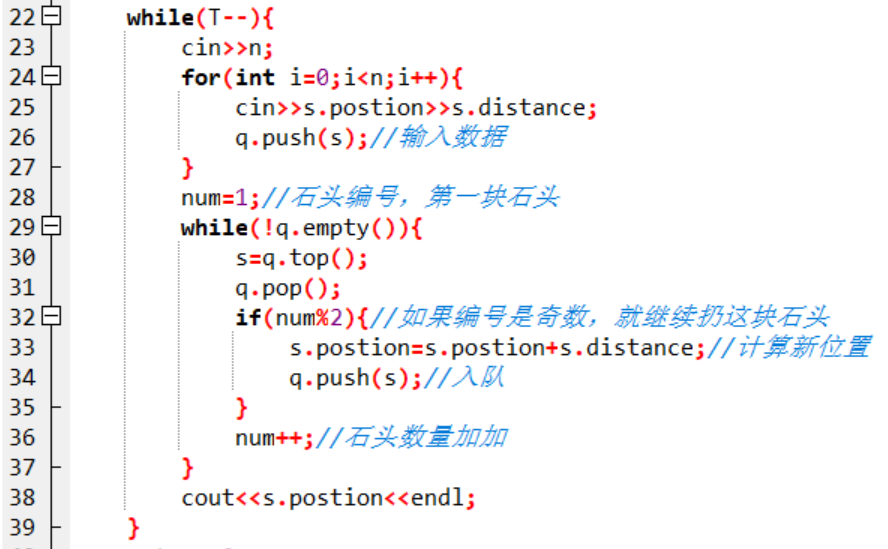 22 while(T--){
23 cin>>n;
24 for(int i=0;i<n;i++){
25 cin>>s.postion>>s.distance;
26 q.push(s);//输入数据
27 }
28 num=1;//石头编号，第一块石头
29 while(!q.empty()){
30 s=q.top();
31 q.pop();
32 if(num%2){//如果编号是奇数，就继续扔这块石头
33 s.postion=s.postion+s.distance;//计算新位置
34 q.push(s);//入队
35 }
36 num++;//石头数量加加
37 }
38 cout<<s.postion<<endl;
39 }